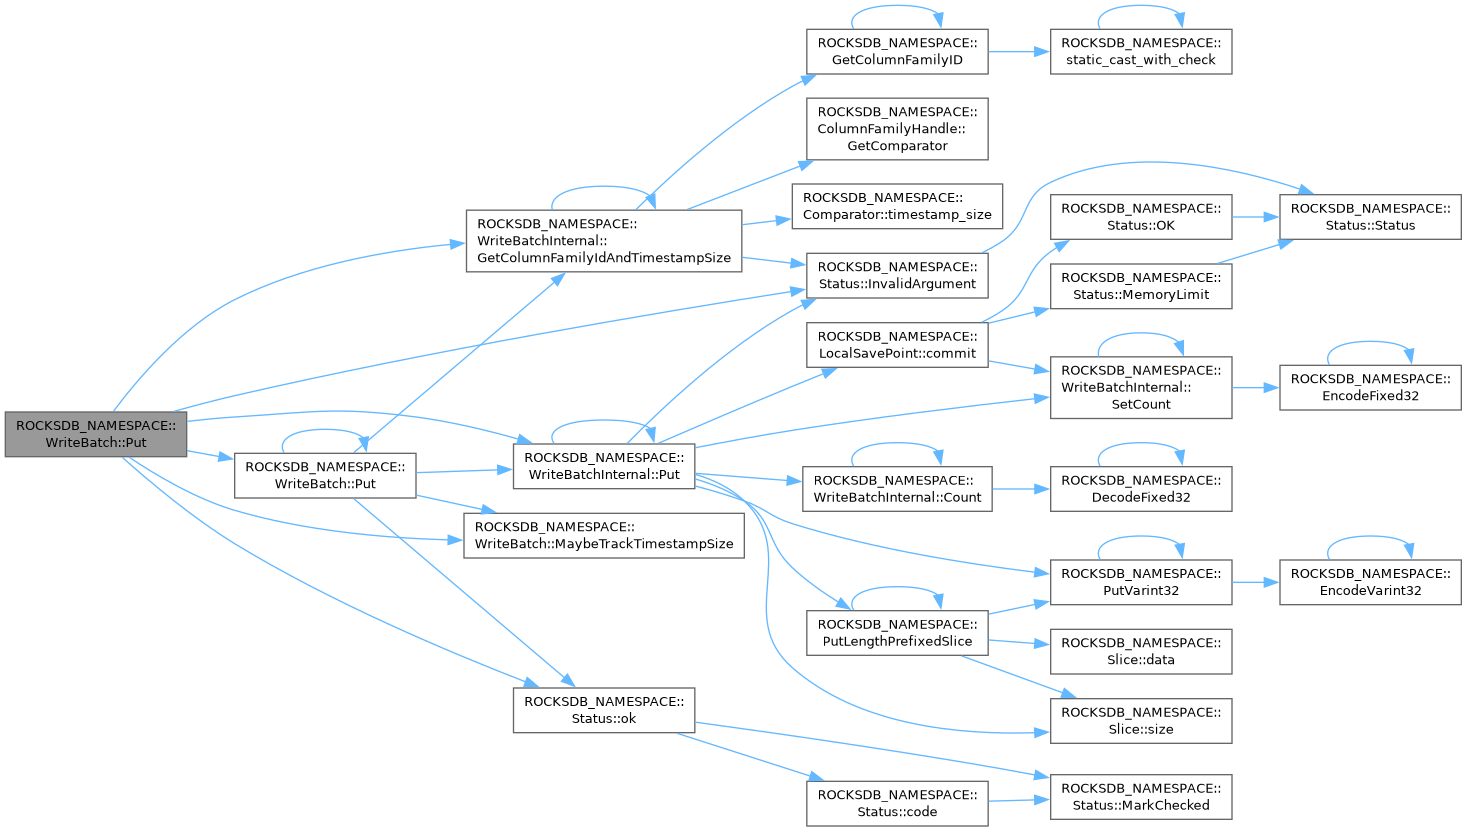 ROCKSDB_NAMESPACE::
WriteBatch::Put
ROCKSDB_NAMESPACE::
WriteBatch::Put
ROCKSDB_NAMESPACE::
WriteBatchInternal::
GetColumnFamilyIdAndTimestampSize
ROCKSDB_NAMESPACE::
WriteBatchInternal::Put
ROCKSDB_NAMESPACE::
WriteBatch::MaybeTrackTimestampSize
ROCKSDB_NAMESPACE::
Status::ok
ROCKSDB_NAMESPACE::
GetColumnFamilyID
ROCKSDB_NAMESPACE::
ColumnFamilyHandle::
GetComparator
ROCKSDB_NAMESPACE::
Comparator::timestamp_size
ROCKSDB_NAMESPACE::
Status::InvalidArgument
ROCKSDB_NAMESPACE::
LocalSavePoint::commit
ROCKSDB_NAMESPACE::
WriteBatchInternal::Count
ROCKSDB_NAMESPACE::
PutLengthPrefixedSlice
ROCKSDB_NAMESPACE::
Status::code
ROCKSDB_NAMESPACE::
static_cast_with_check
ROCKSDB_NAMESPACE::
Status::OK
ROCKSDB_NAMESPACE::
Status::MemoryLimit
ROCKSDB_NAMESPACE::
WriteBatchInternal::
SetCount
ROCKSDB_NAMESPACE::
DecodeFixed32
ROCKSDB_NAMESPACE::
PutVarint32
ROCKSDB_NAMESPACE::
Slice::data
ROCKSDB_NAMESPACE::
Slice::size
ROCKSDB_NAMESPACE::
Status::MarkChecked
ROCKSDB_NAMESPACE::
Status::Status
ROCKSDB_NAMESPACE::
EncodeFixed32
ROCKSDB_NAMESPACE::
EncodeVarint32